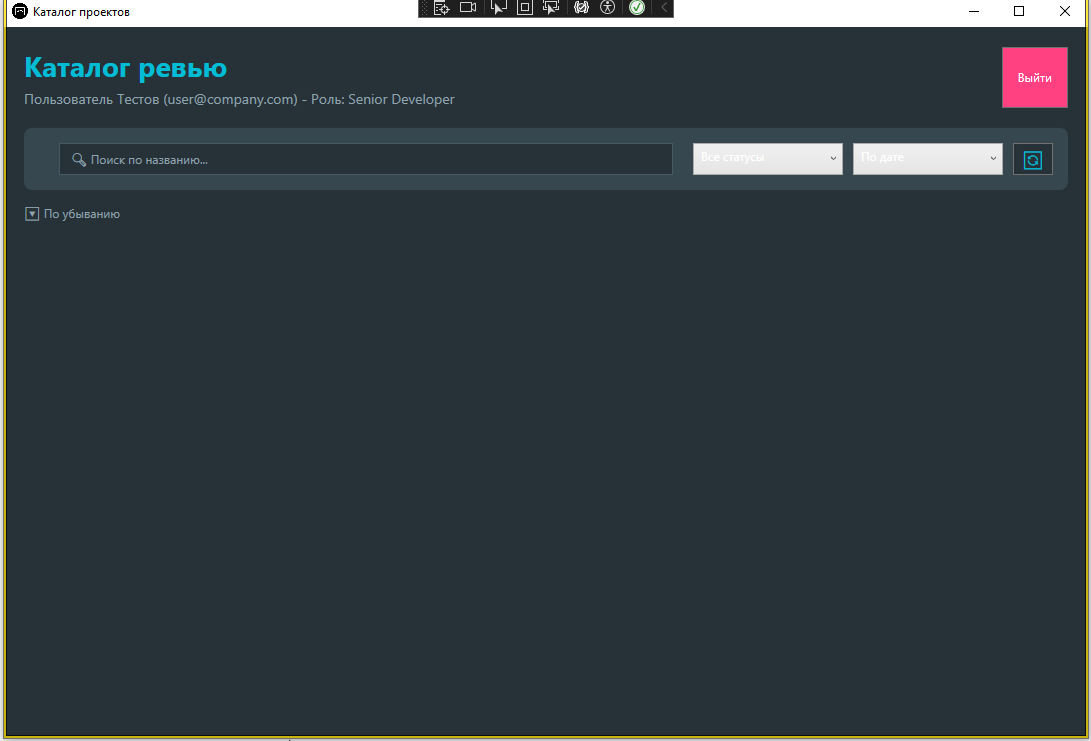 Каталог проектов
Каталог ревью
Пользователь Тестов (user@company.com) - Роль: Senior Developer
Выйти
Поиск по названию...
Все статусы
По дате
По убыванию